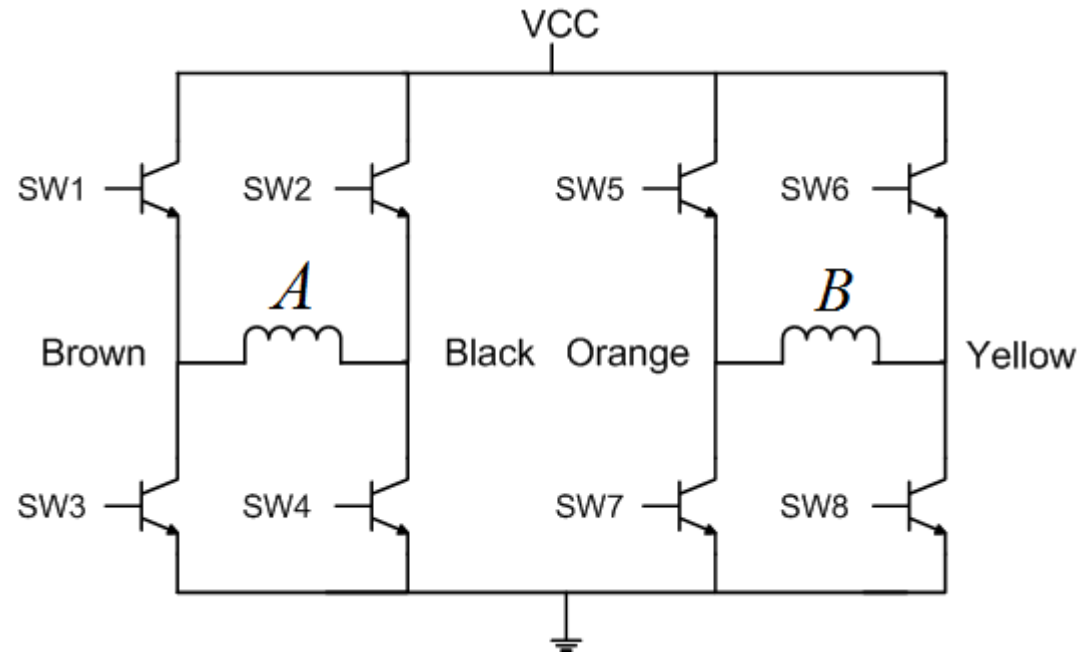 VCC
SW1 SW2 SW5 SW6
A B
Brown Black Orange Yellow
SW3 SW4 SW7 SW8